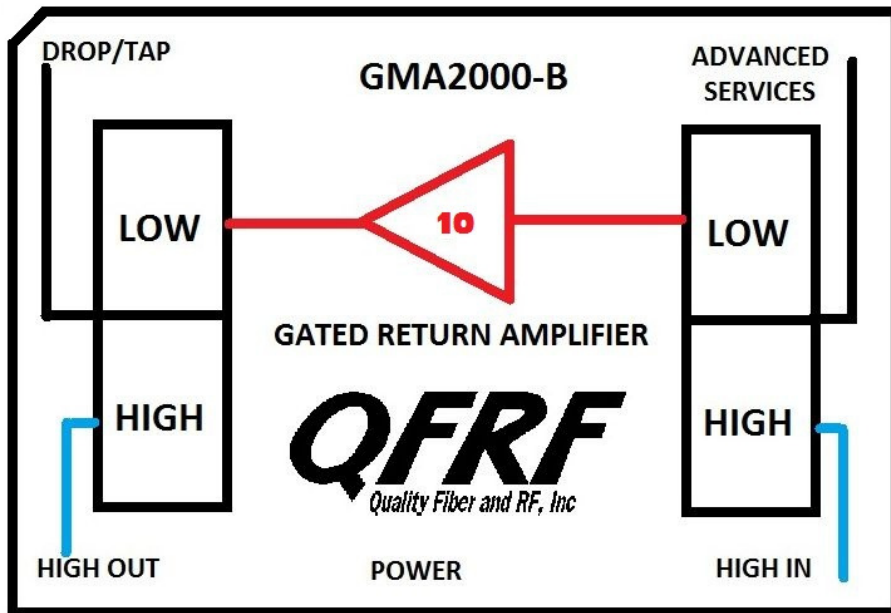 DROP/TAP
GMA2000-B
ADVANCED
SERVICES
LOW
10
LOW
GATED RETURN AMPLIFIER
HIGH
HIGH
QFRF
Quality Fiber and RF, Inc
HIGH OUT
POWER
HIGH IN